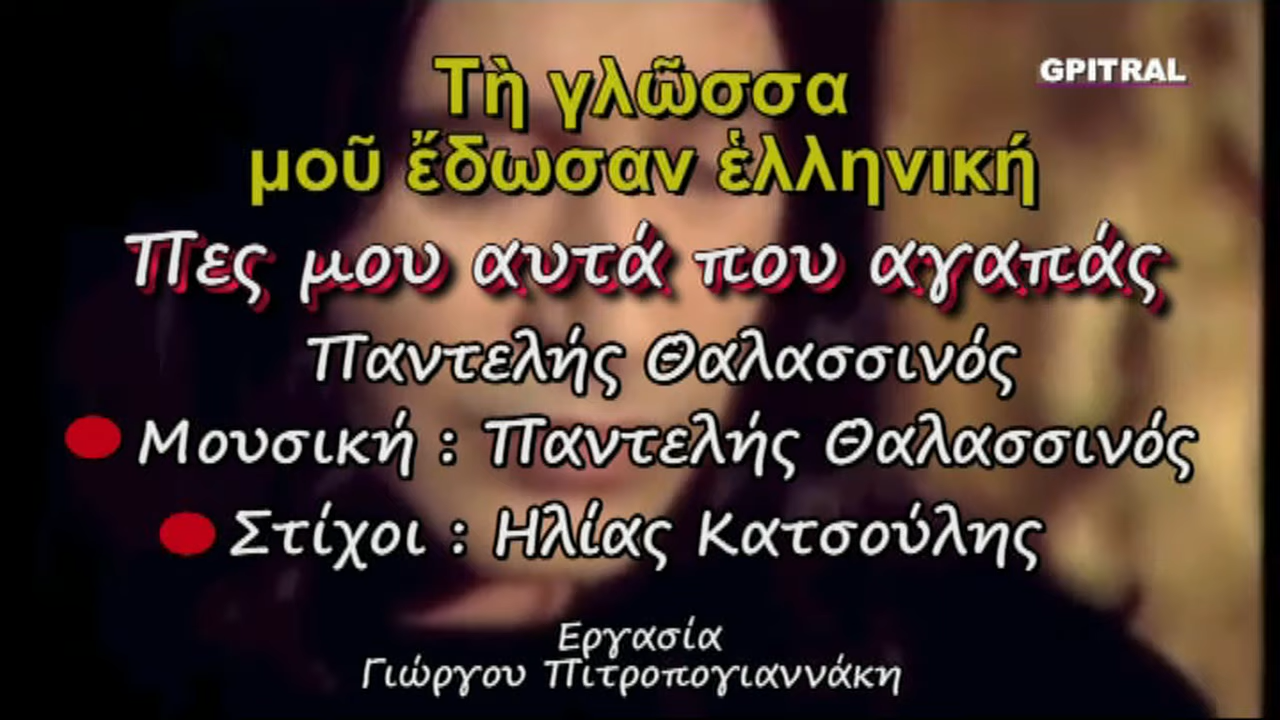 Τὴ γλῶσσα
GPITRAL
μοῦ ἔδωσαν ἑλληνική
Πες μου αυτά που αγαπάς
Παντελής Θαλασσινός
Μουσική : Παντελής Θαλασσινός
Στίχοι : Ηλίας Κατσούλης
Εργασία
Γιώργου Πιτροπογιαννάκη